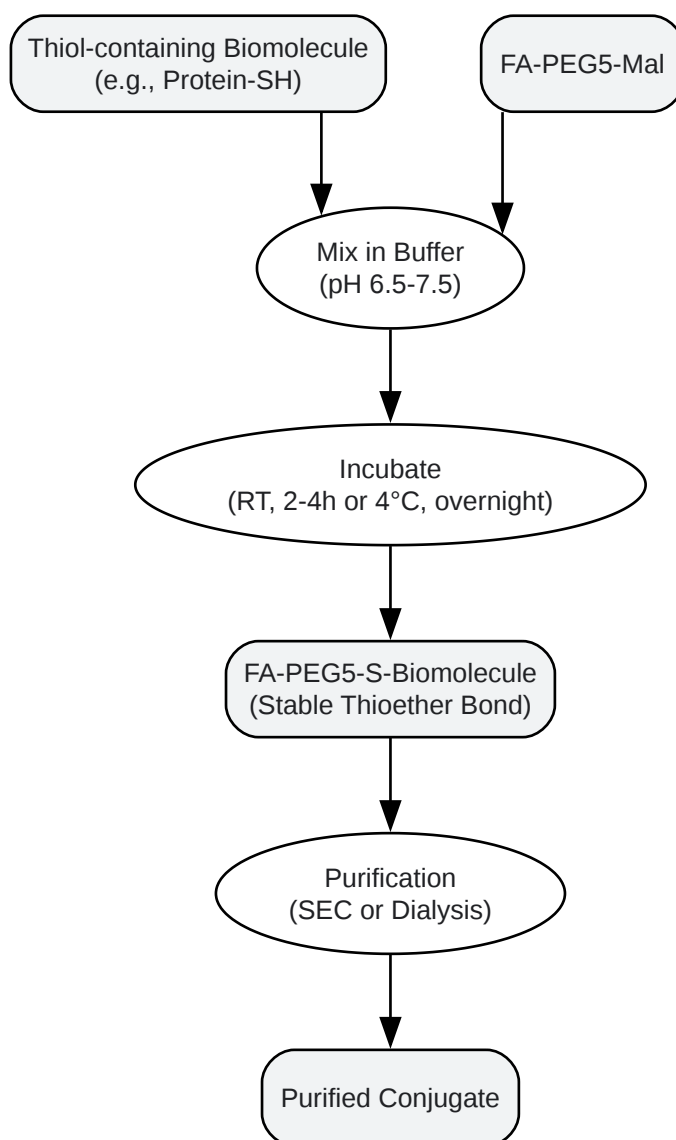 Thiol-containing Biomolecule
(e.g., Protein-SH)
FA-PEG5-Mal
Mix in Buffer
(pH 6.5-7.5)
Incubate
(RT, 2-4h or 4°C, overnight)
FA-PEG5-S-Biomolecule
(Stable Thioether Bond)
Purification
(SEC or Dialysis)
Purified Conjugate